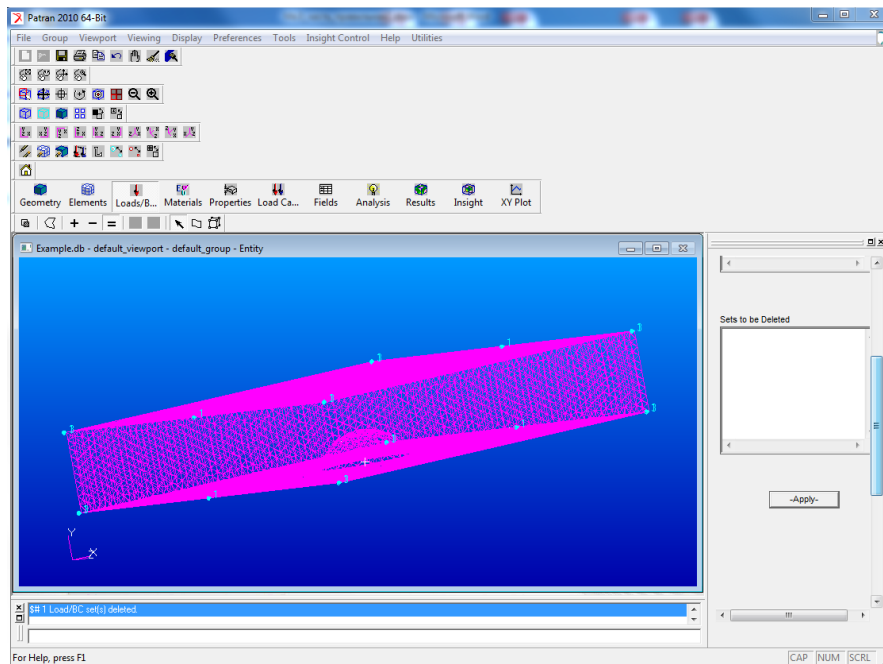 Patran 2010 64-Bit
File Group Viewport Viewing Display Preferences Tools Insight Control Help Utilities
Geometry Elements Loads/B... Materials Properties Load Ca... Fields Analysis Results Insight XY Plot
Example.db - default_viewport - default_group - Entity
Sets to be Deleted
-Apply-
Y
Z
$# 1 Load/BC set(s) deleted.
For Help, press F1
CAP NUM SCRL